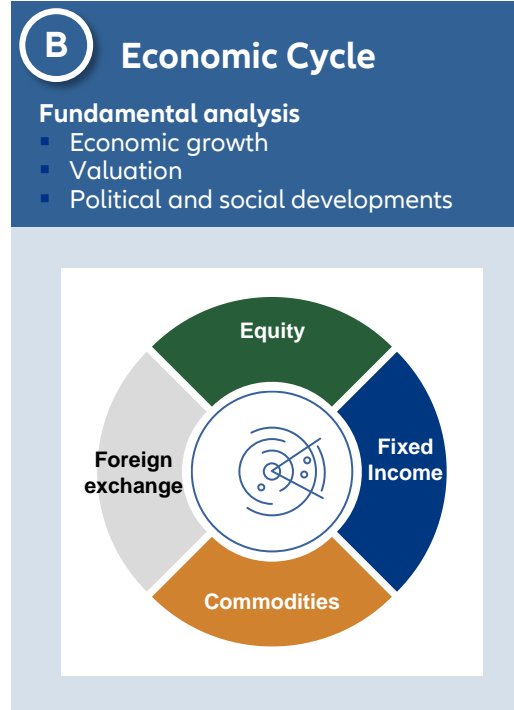 B
Economic Cycle
Fundamental analysis
▪ Economic growth
▪ Valuation
▪ Political and social developments
Equity
Foreign
exchange
Fixed
Income
Commodities